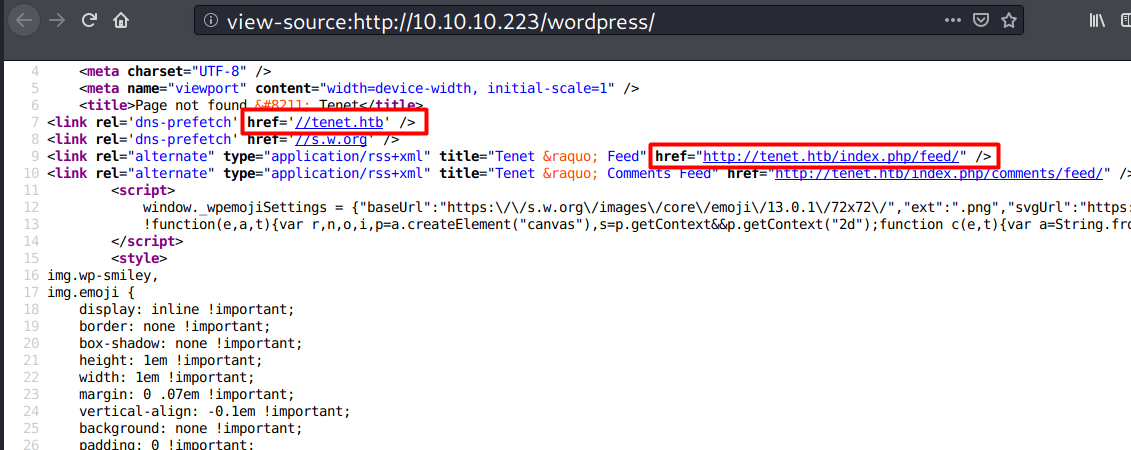 view-source:http://10.10.10.223/wordpress/
4 <meta charset="UTF-8" />
5 <meta name="viewport" content="width=device-width, initial-scale=1" />
6 <title>Page not found &#8211; Tenet</title>
7 <link rel='dns-prefetch' href='//tenet.htb' />
8 <link rel='dns-prefetch' href='//s.w.org' />
9 <link rel="alternate" type="application/rss+xml" title="Tenet &raquo; Feed" href="http://tenet.htb/index.php/feed/" />
10 <link rel="alternate" type="application/rss+xml" title="Tenet &raquo; Comments Feed" href="http://tenet.htb/index.php/comments/feed/" />
11 <script>
12 window._wpemojiSettings = {"baseUrl":"https:\/\/s.w.org\/images\/core\/emoji\/13.0.1\/72x72\/","ext":".png","svgUrl":"https:
13 !function(e,a,t){var r,n,o,i,p=a.createElement("canvas"),s=p.getContext&&p.getContext("2d");function c(e,t){var a=String.fro
14 </script>
15 <style>
16 img.wp-smiley,
17 img.emoji {
18 display: inline !important;
19 border: none !important;
20 box-shadow: none !important;
21 height: 1em !important;
22 width: 1em !important;
23 margin: 0 .07em !important;
24 vertical-align: -0.1em !important;
25 background: none !important;
26 padding: 0 !important;